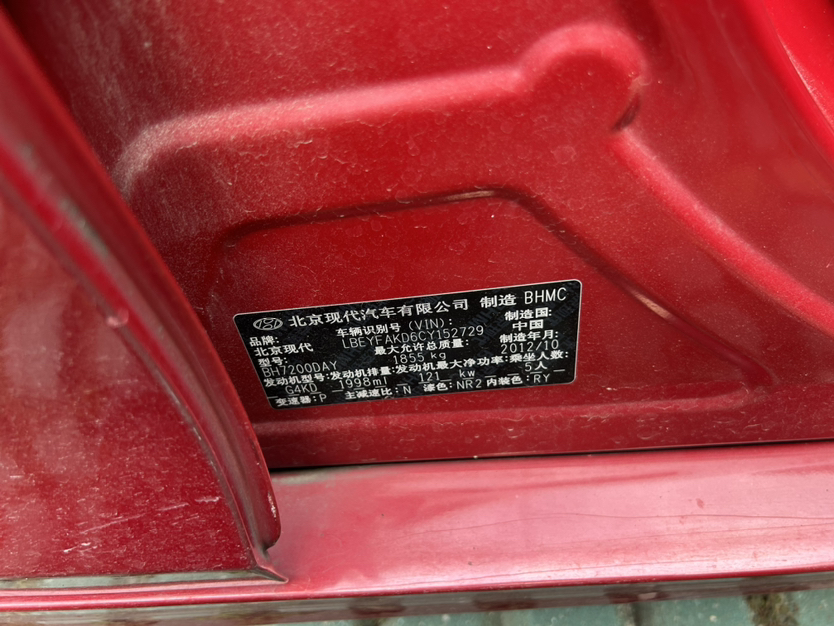 北京现代汽车有限公司 制造 BHMC
品牌: 车辆识别号 (VIN): 制造国:
北京现代 LBEYFAKD6CY152729 中国
型号: 最大允许总质量: 制造年月:
BH7200DAY 1855 kg 2012/10
发动机型号: 发动机排量: 发动机最大净功率: 乘坐人数:
G4KD 1998ml 121 kw 5人
变速器: P 主减速比: N 漆色: NR2 内装色: RY